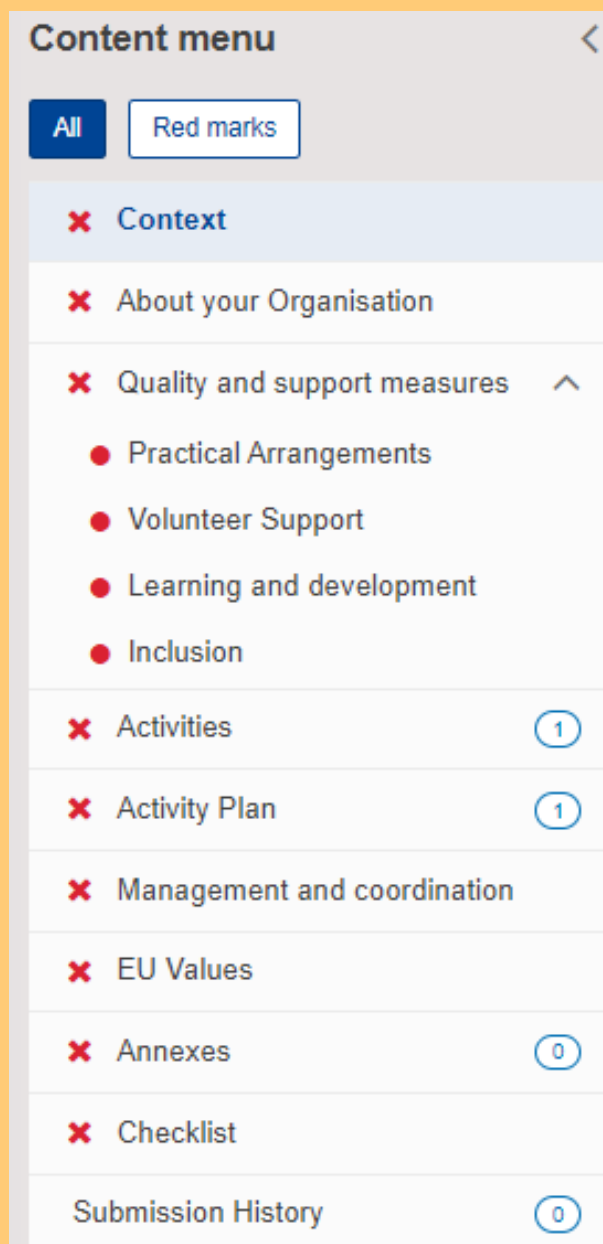 Content menu
All
Red marks
Context
About your Organisation
Quality and support measures
Practical Arrangements
Volunteer Support
Learning and development
Inclusion
Activities 1
Activity Plan 1
Management and coordination
EU Values
Annexes 0
Checklist
Submission History 0